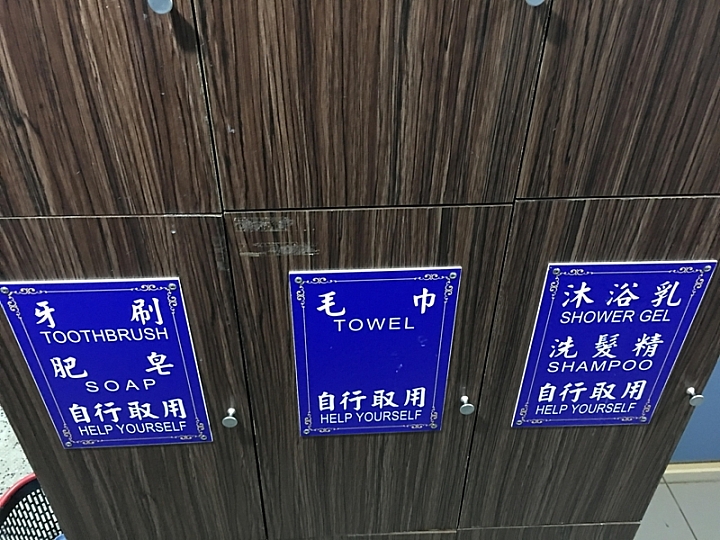 牙刷
TOOTHBRUSH
肥皂
SOAP
自行取用
HELP YOURSELF
毛巾
TOWEL
自行取用
HELP YOURSELF
沐浴乳
SHOWER GEL
洗髮精
SHAMPOO
自行取用
HELP YOURSELF